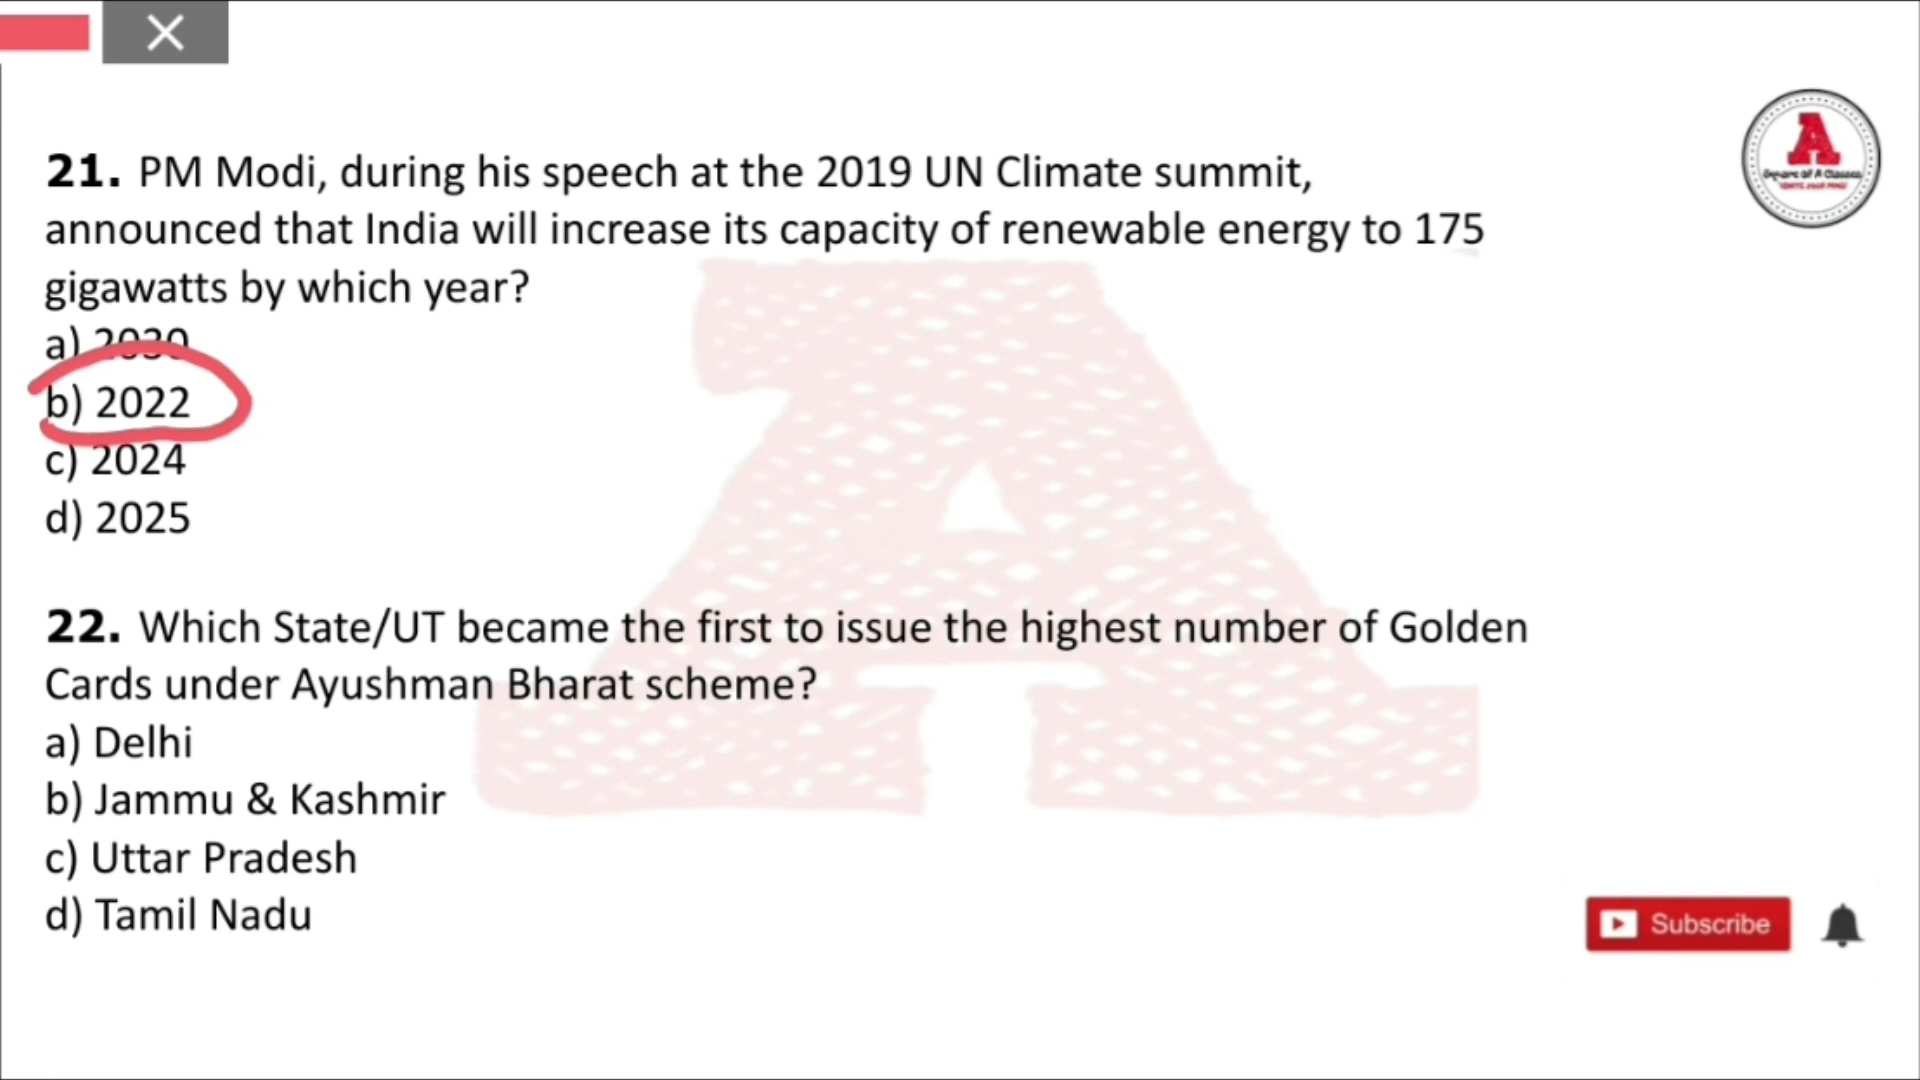 21. PM Modi, during his speech at the 2019 UN Climate summit,
announced that India will increase its capacity of renewable energy to 175
gigawatts by which year?
a) 2030
b) 2022
c) 2024
d) 2025
22. Which State/UT became the first to issue the highest number of Golden
Cards under Ayushman Bharat scheme?
a) Delhi
b) Jammu & Kashmir
c) Uttar Pradesh
d) Tamil Nadu
A
Square of A Classes
Subscribe